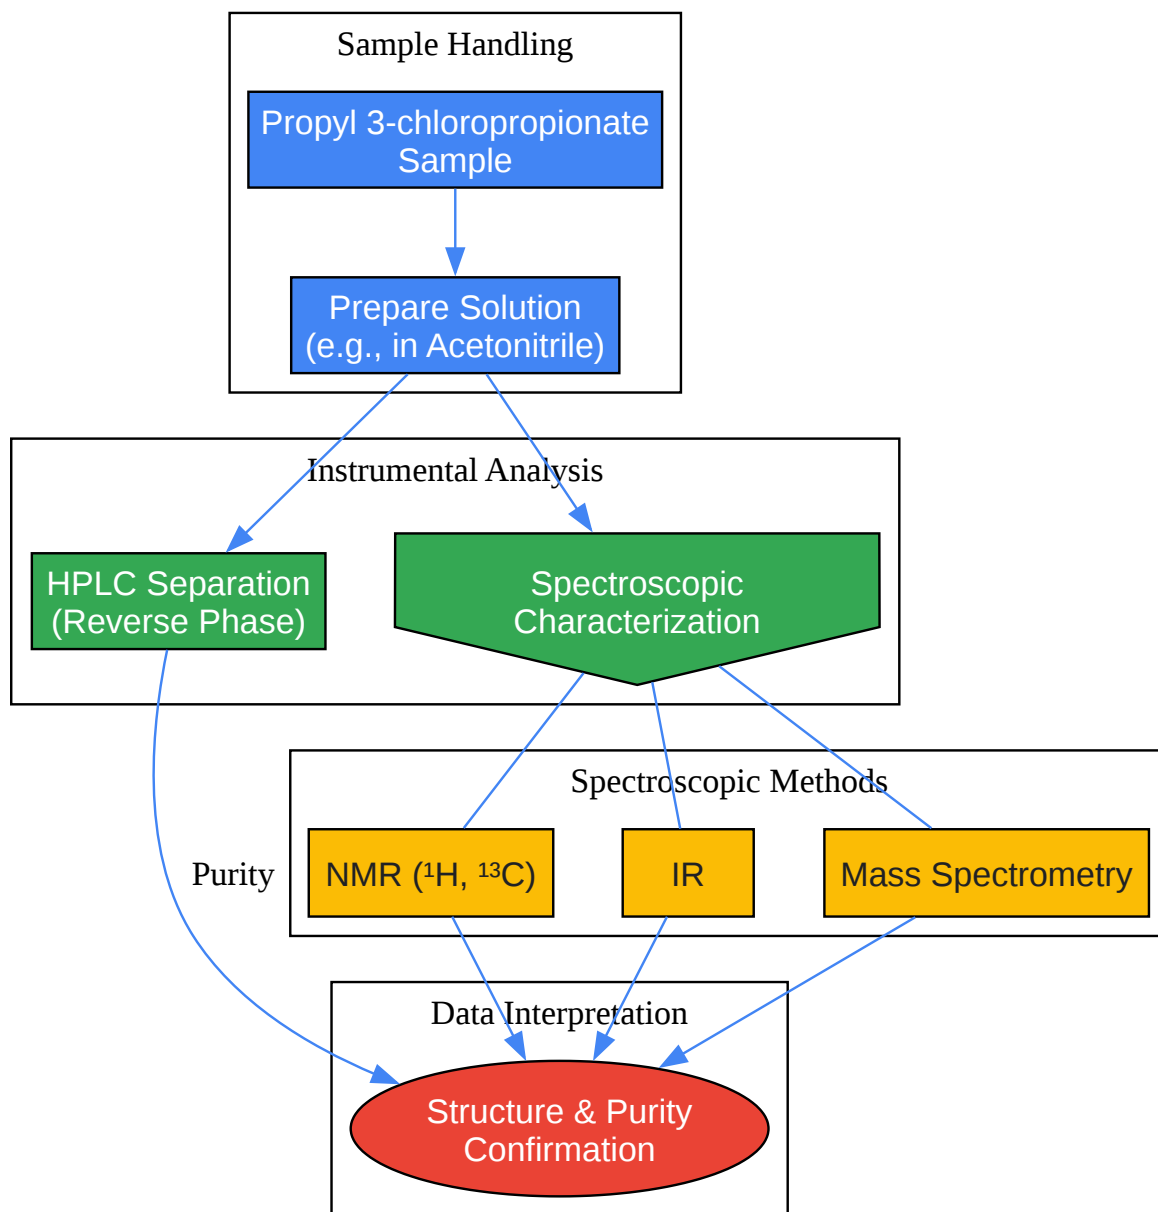 Sample Handling
Propyl 3-chloropropionate
Sample
Prepare Solution
(e.g., in Acetonitrile)
Instrumental Analysis
HPLC Separation
(Reverse Phase)
Spectroscopic
Characterization
Spectroscopic Methods
Purity
NMR (¹H, ¹³C)
IR
Mass Spectrometry
Data Interpretation
Structure & Purity
Confirmation